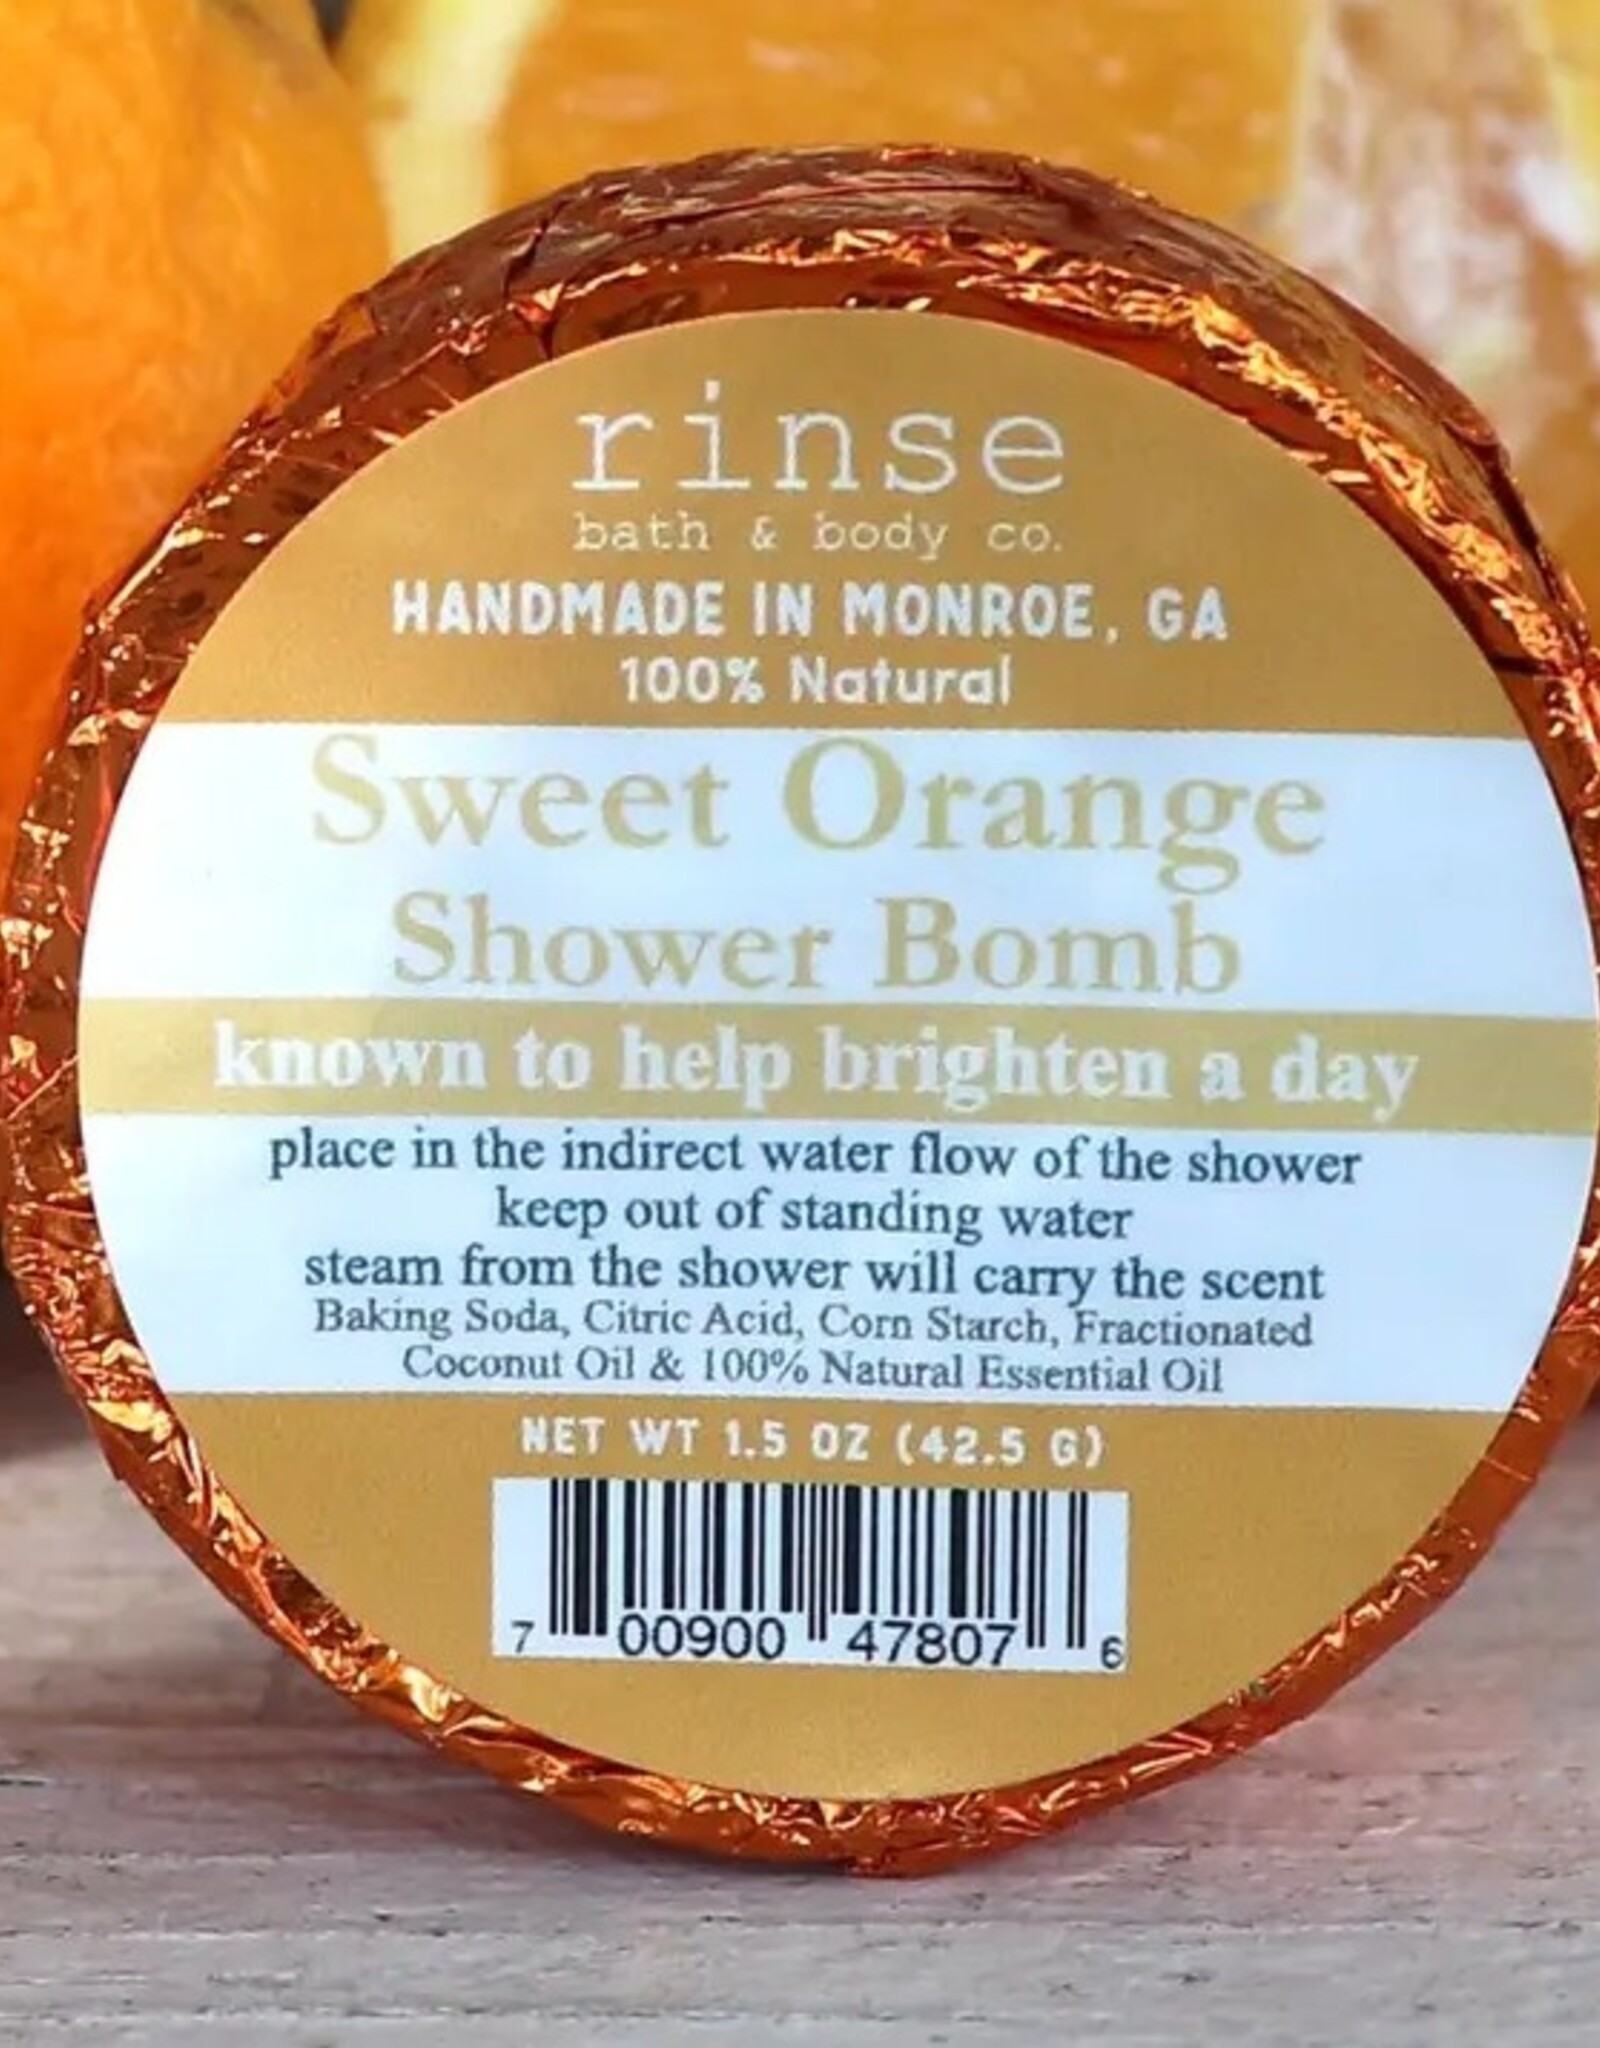 rinse
bath & body co.
HANDMADE IN MONROE, GA
100% Natural
Sweet Orange
Shower Bomb
known to help brighten a day
place in the indirect water flow of the shower
keep out of standing water
steam from the shower will carry the scent
Baking Soda, Citric Acid, Corn Starch, Fractionated
Coconut Oil & 100% Natural Essential Oil
NET WT 1.5 OZ (42.5 G)
7 00900 47807 6